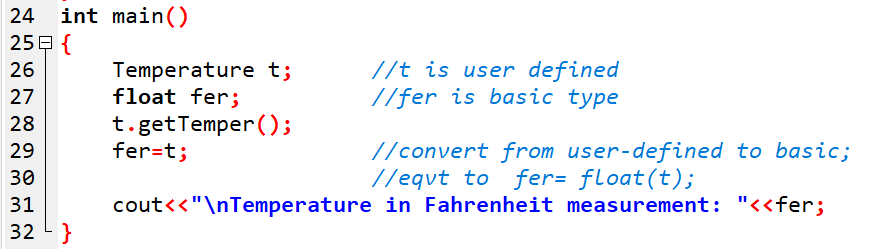 24 int main()
25 {
26 Temperature t; //t is user defined
27 float fer; //fer is basic type
28 t.getTemper();
29 fer=t; //convert from user-defined to basic;
30 //eqvt to fer= float(t);
31 cout<<"\nTemperature in Fahrenheit measurement: "<<fer;
32 }